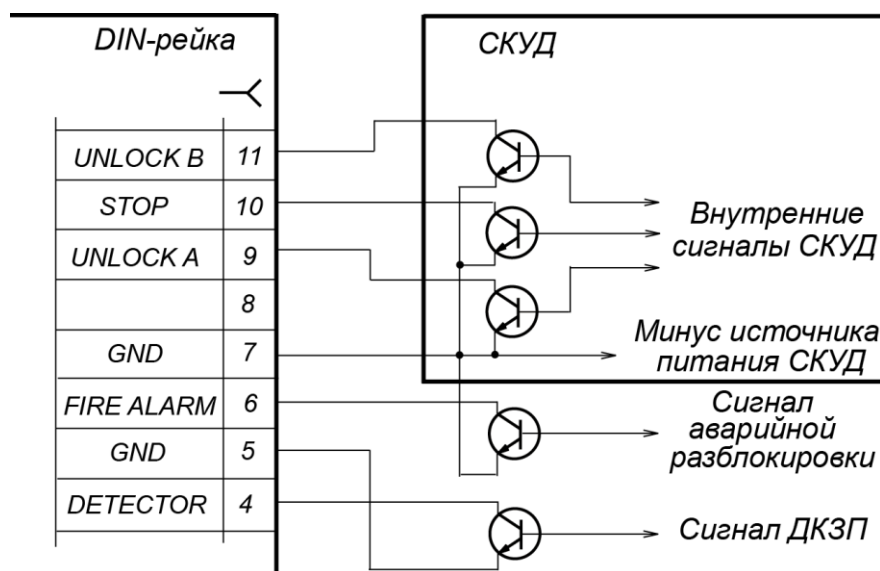 DIN-рейка
СКУД
UNLOCK B 11
STOP 10
UNLOCK A 9
8
GND 7
FIRE ALARM 6
GND 5
DETECTOR 4
Внутренние
сигналы СКУД
Минус источника
питания СКУД
Сигнал
аварийной
разблокировки
Сигнал ДКЗП